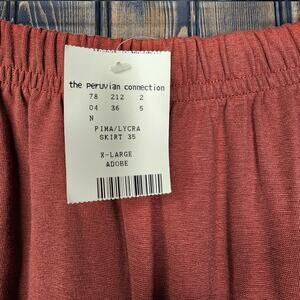 the peruvian connection
78 212 2
04 36 5
N
PIMA/LYCRA
SKIRT 35
X-LARGE
ADOBE